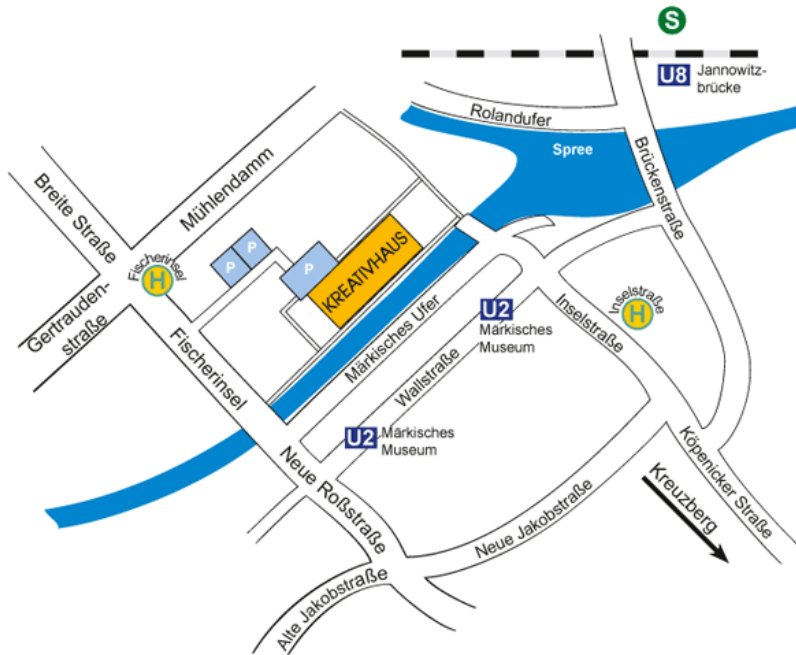 S
U8 Jannowitz-
brücke
Rolandufer
Spree
Brückenstraße
Breite Straße
Mühlendamm
Fischerinsel
H
P
P
P
KREATIVHAUS
Gertrauden-
straße
Fischerinsel
Märkisches Ufer
U2
Märkisches
Museum
Inselstraße
H
Inselstraße
Wallstraße
U2 Märkisches
Museum
Neue Roßstraße
Neue Jakobstraße
Köpenicker Straße
Kreuzberg
Alte Jakobstraße